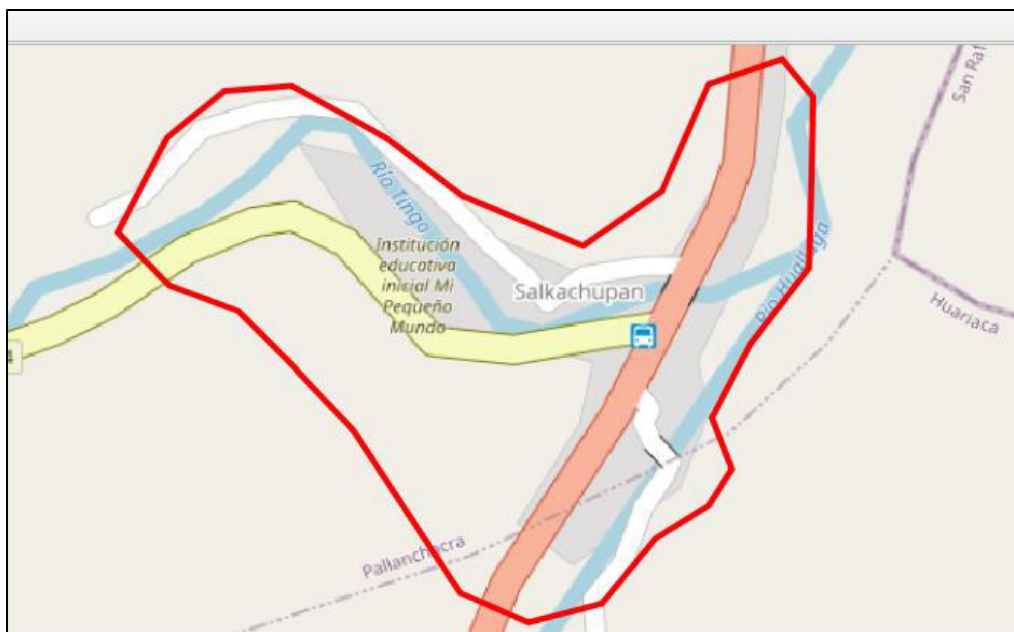 San Raf
Río Tingo
Institución
educativa
inicial Mi
Pequeño
Mundo
Salkachupan
Río Huallaga
Huariaca
Pallanchacra